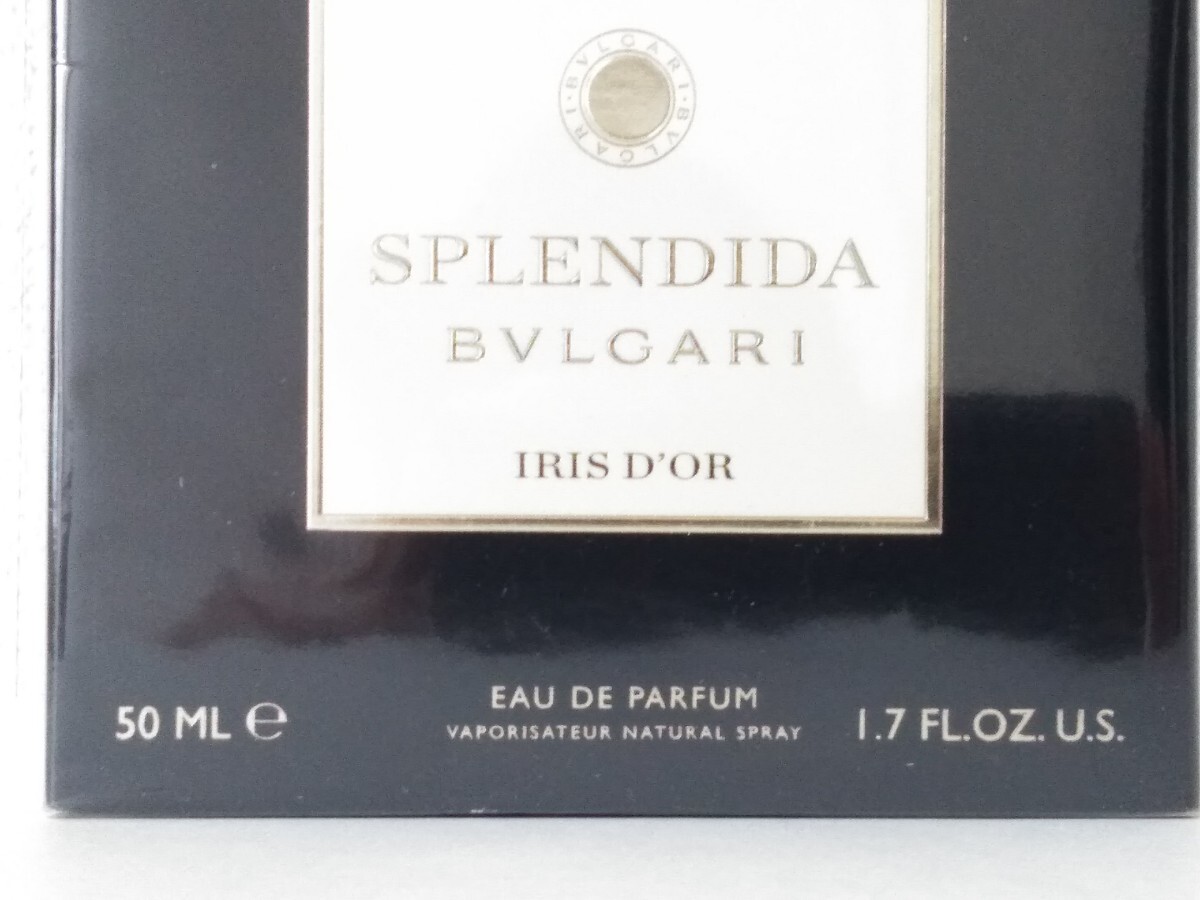 BVLGARI · BVLGARI ·
SPLENDIDA
BVLGARI
IRIS D'OR
EAU DE PARFUM
50 ML ℮
VAPORISATEUR NATURAL SPRAY
1.7 FL.OZ. U.S.